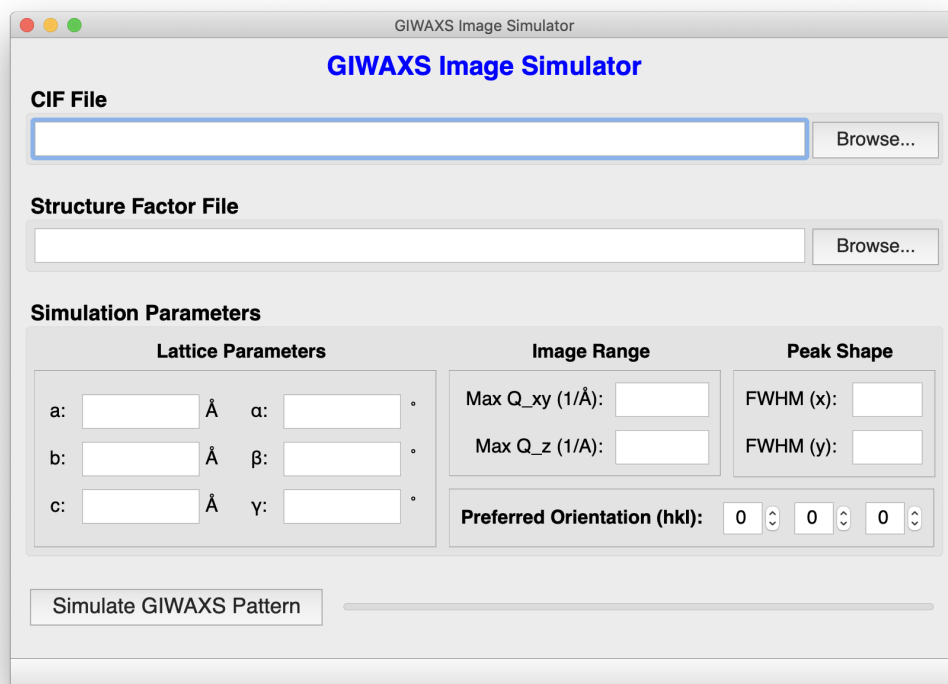 GIWAXS Image Simulator
GIWAXS Image Simulator
CIF File
Browse...
Structure Factor File
Browse...
Simulation Parameters
Lattice Parameters
Image Range
Peak Shape
a: Å α: °
b: Å β: °
c: Å γ: °
Max Q_xy (1/Å):
Max Q_z (1/A):
FWHM (x):
FWHM (y):
Preferred Orientation (hkl): 0 0 0
Simulate GIWAXS Pattern